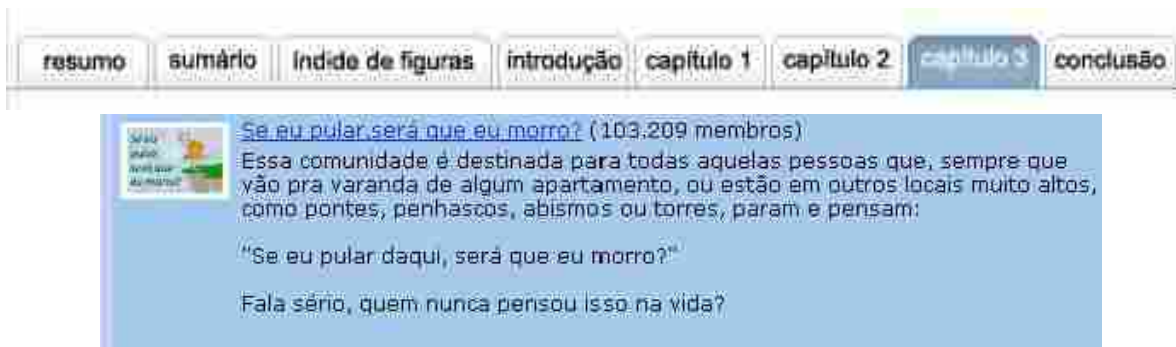 resumo sumário índide de figuras introdução capítulo 1 capítulo 2 capítulo 3 conclusão
Se eu pular,será que eu morro? (103.209 membros)
Essa comunidade é destinada para todas aquelas pessoas que, sempre que
vão pra varanda de algum apartamento, ou estão em outros locais muito altos,
como pontes, penhascos, abismos ou torres, param e pensam:
"Se eu pular daqui, será que eu morro?"
Fala sério, quem nunca pensou isso na vida?